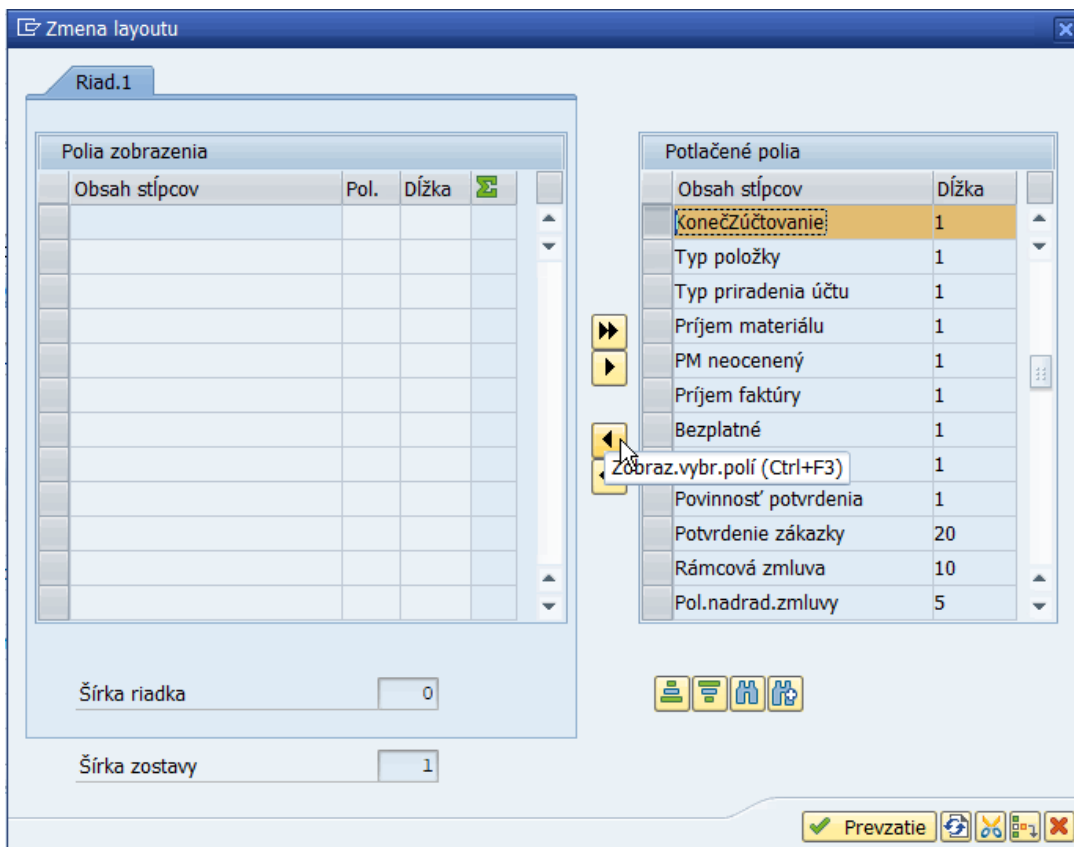 Zmena layoutu
Riad.1
Polia zobrazenia
Obsah stĺpcov Pol. Dĺžka
Potlačené polia
Obsah stĺpcov Dĺžka
KonečZúčtovanie 1
Typ položky 1
Typ priradenia účtu 1
Príjem materiálu 1
PM neocenený 1
Príjem faktúry 1
Bezplatné 1
1
Zobraz.vybr.polí (Ctrl+F3)
Povinnosť potvrdenia 1
Potvrdenie zákazky 20
Rámcová zmluva 10
Pol.nadrad.zmluvy 5
Šírka riadka 0
Šírka zostavy 1
Prevzatie